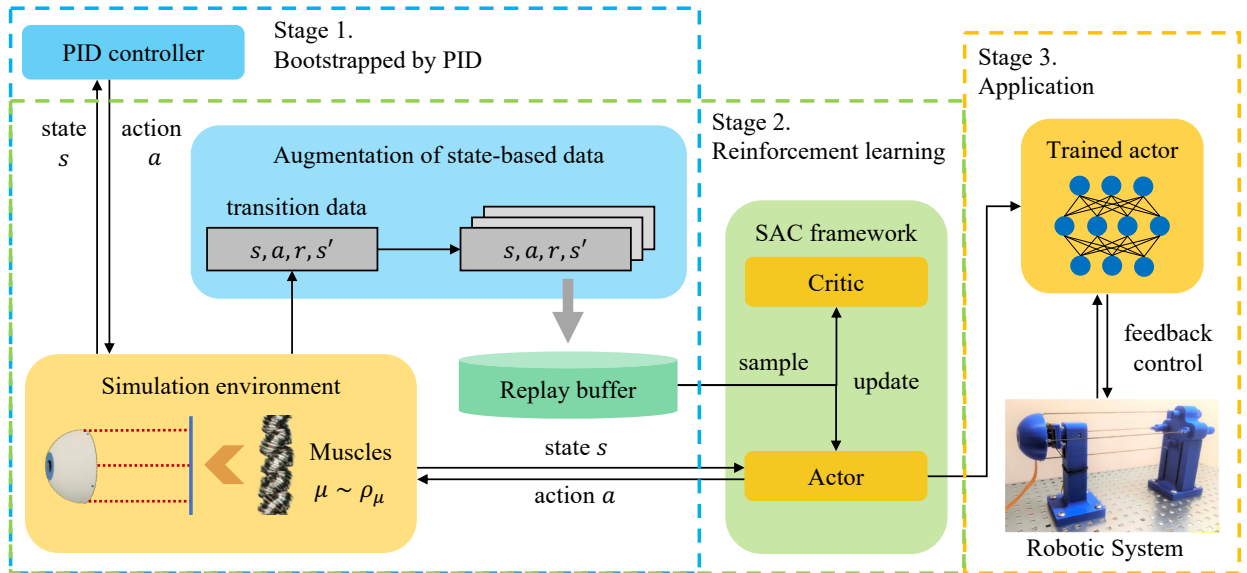 Stage 1.
Bootstrapped by PID
PID controller
state
s
action
a
Augmentation of state-based data
transition data
s, a, r, s′
s, a, r, s′
Replay buffer
Simulation environment
Muscles
μ ~ ρμ
state s
action a
Stage 2.
Reinforcement learning
SAC framework
Critic
sample
update
Actor
Stage 3.
Application
Trained actor
feedback
control
Robotic System